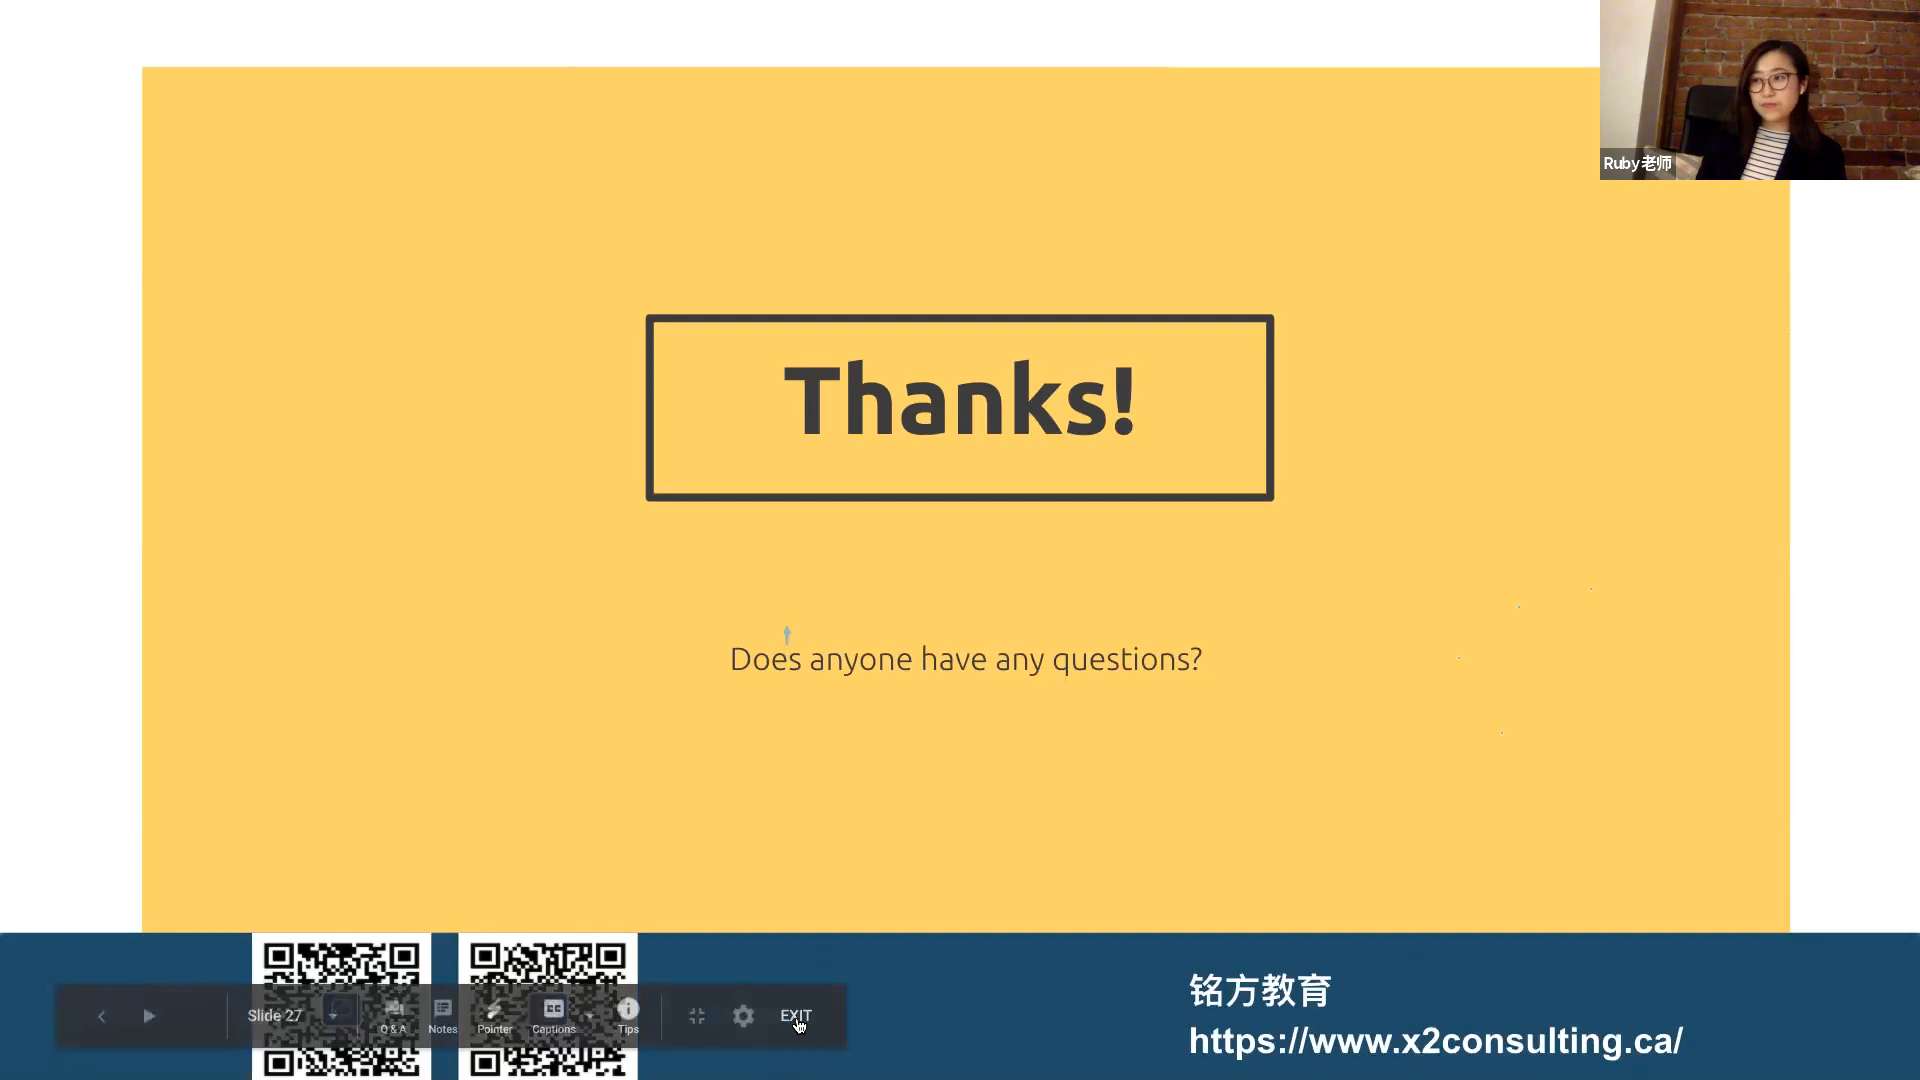 Ruby老师
Thanks!
Does anyone have any questions?
Slide 27
Q & A
Notes
Pointer
CC
Captions
Tips
EXIT
铭方教育
https://www.x2consulting.ca/